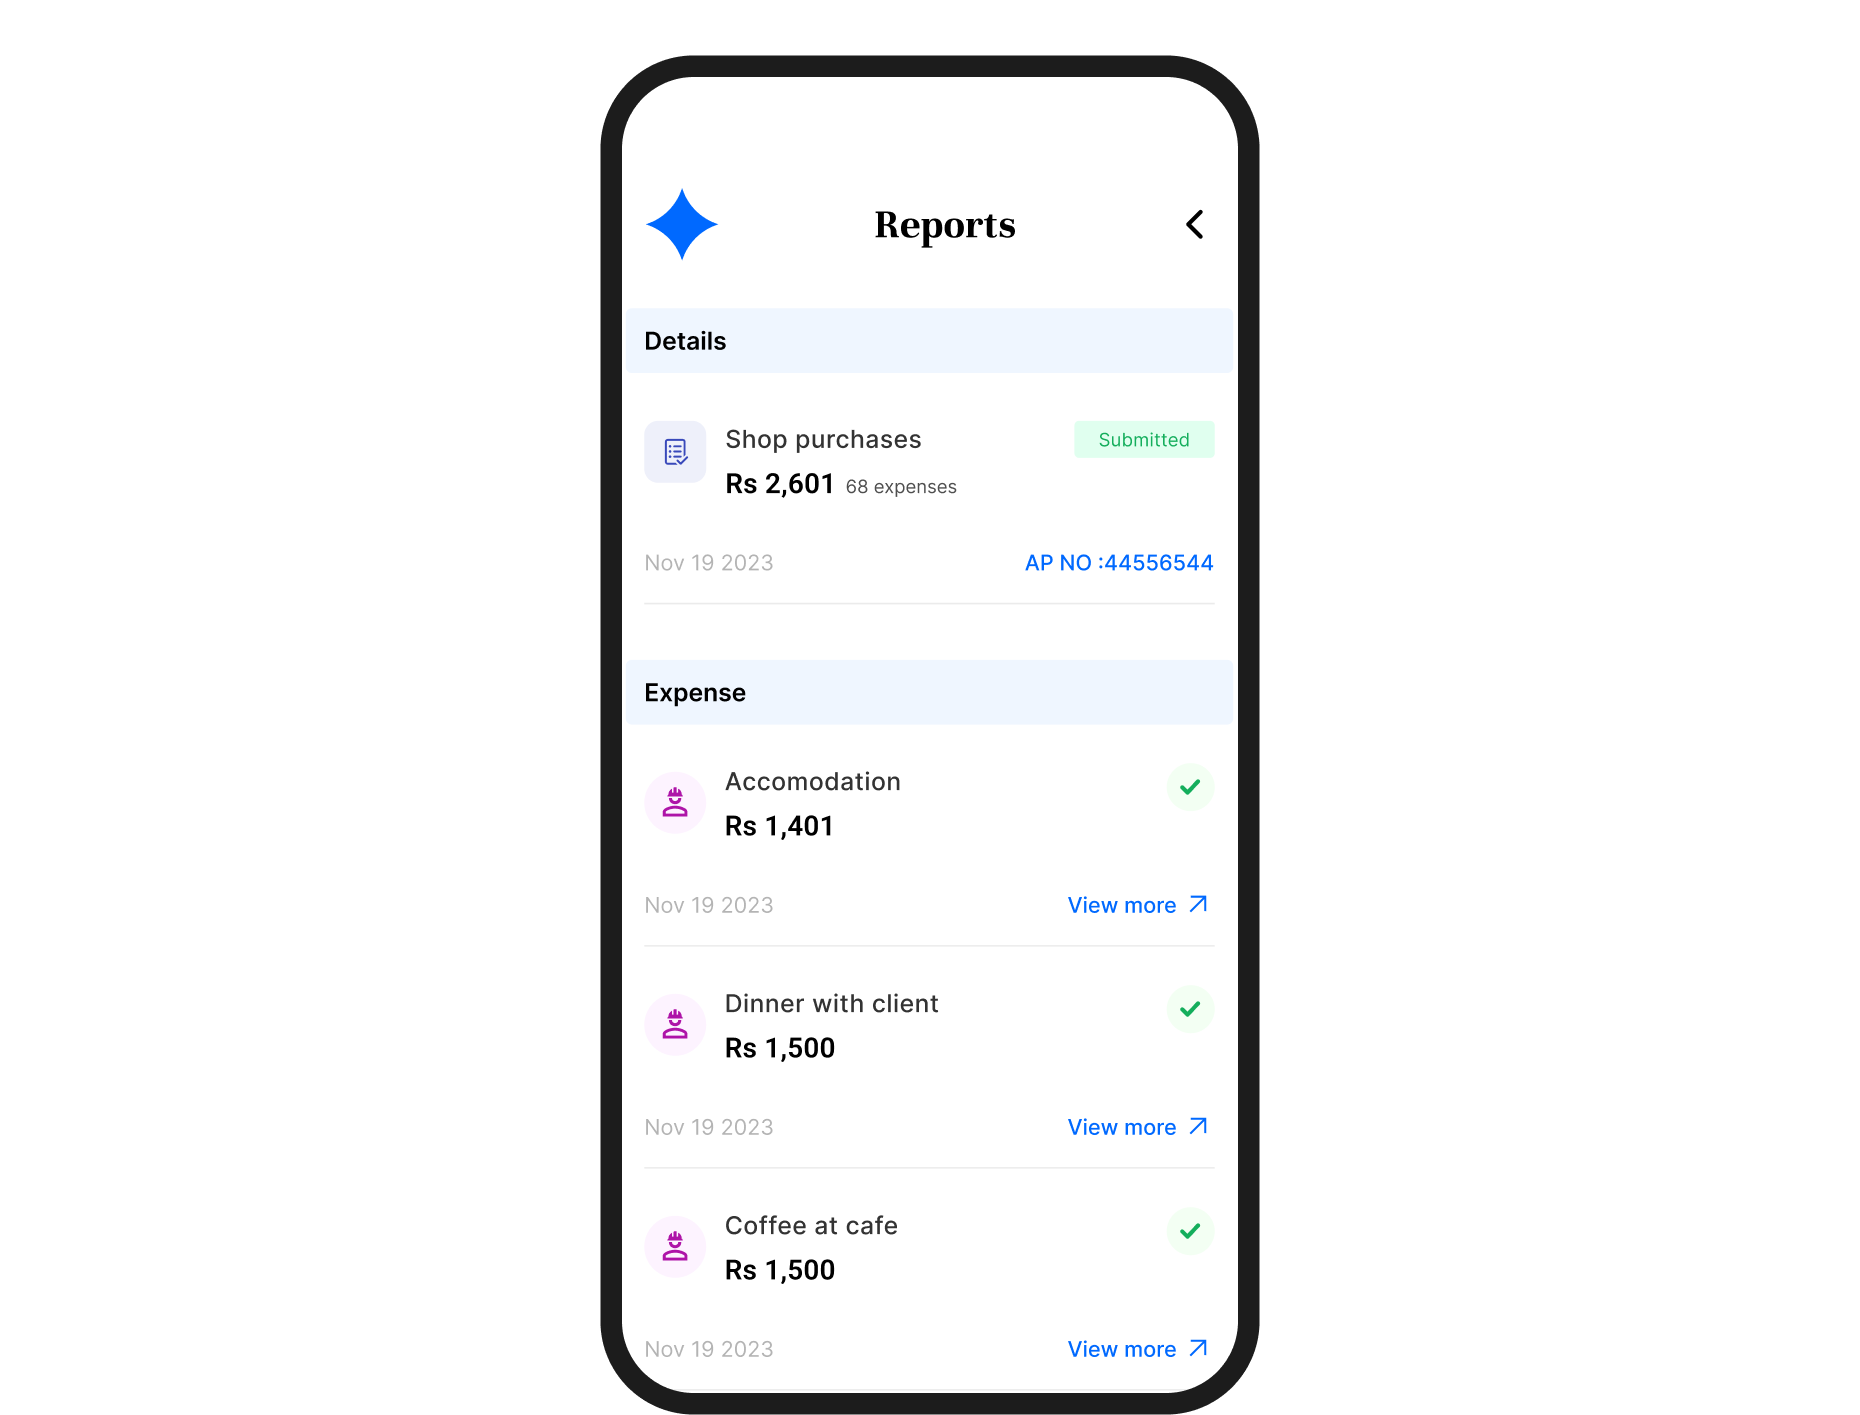 Reports
Details
Shop purchases
Submitted
Rs 2,601 68 expenses
Nov 19 2023
AP NO :44556544
Expense
Accomodation
Rs 1,401
Nov 19 2023
View more
Dinner with client
Rs 1,500
Nov 19 2023
View more
Coffee at cafe
Rs 1,500
Nov 19 2023
View more